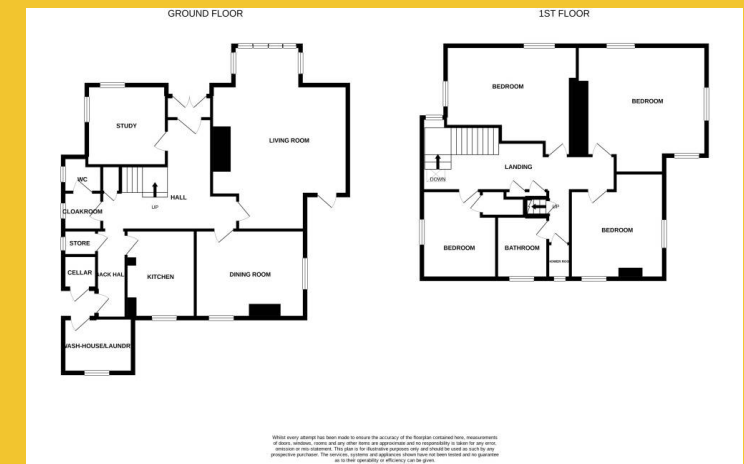 GROUND FLOOR
1ST FLOOR
STUDY
LIVING ROOM
WC
HALL
UP
CLOAKROOM
STORE
CELLAR
BACK HAL
KITCHEN
DINING ROOM
WASH-HOUSE/LAUNDR
BEDROOM
BEDROOM
LANDING
DOWN
UP
BEDROOM
BATHROOM
BEDROOM
Whilst every attempt has been made to ensure the accuracy of the floorplan contained here, measurements
of doors, windows, rooms and any other items are approximate and no responsibility is taken for any error,
omission or mis-statement. This plan is for illustrative purposes only and should be used as such by any
prospective purchaser. The services, systems and appliances shown have not been tested and no guarantee
as to their operability or efficiency can be given.